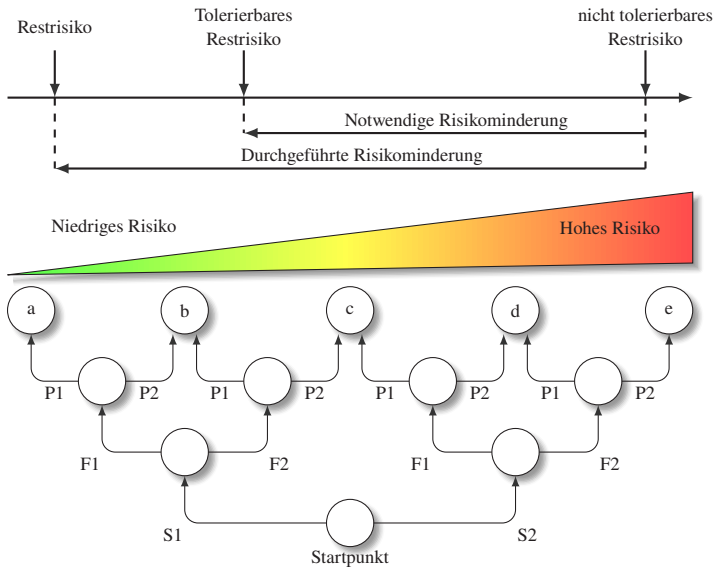 Restrisiko
Tolerierbares
Restrisiko
nicht tolerierbares
Restrisiko
Notwendige Risikominderung
Durchgeführte Risikominderung
Niedriges Risiko
Hohes Risiko
a b c d e
P1 P2 P1 P2 P1 P2 P1 P2
F1 F2 F1 F2
S1 S2
Startpunkt